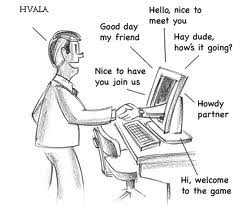 HVALA
Hello, nice to
meet you
Good day
my friend
Hay dude,
how's it going?
Nice to have
you join us
Howdy
partner
Hi, welcome
to the game